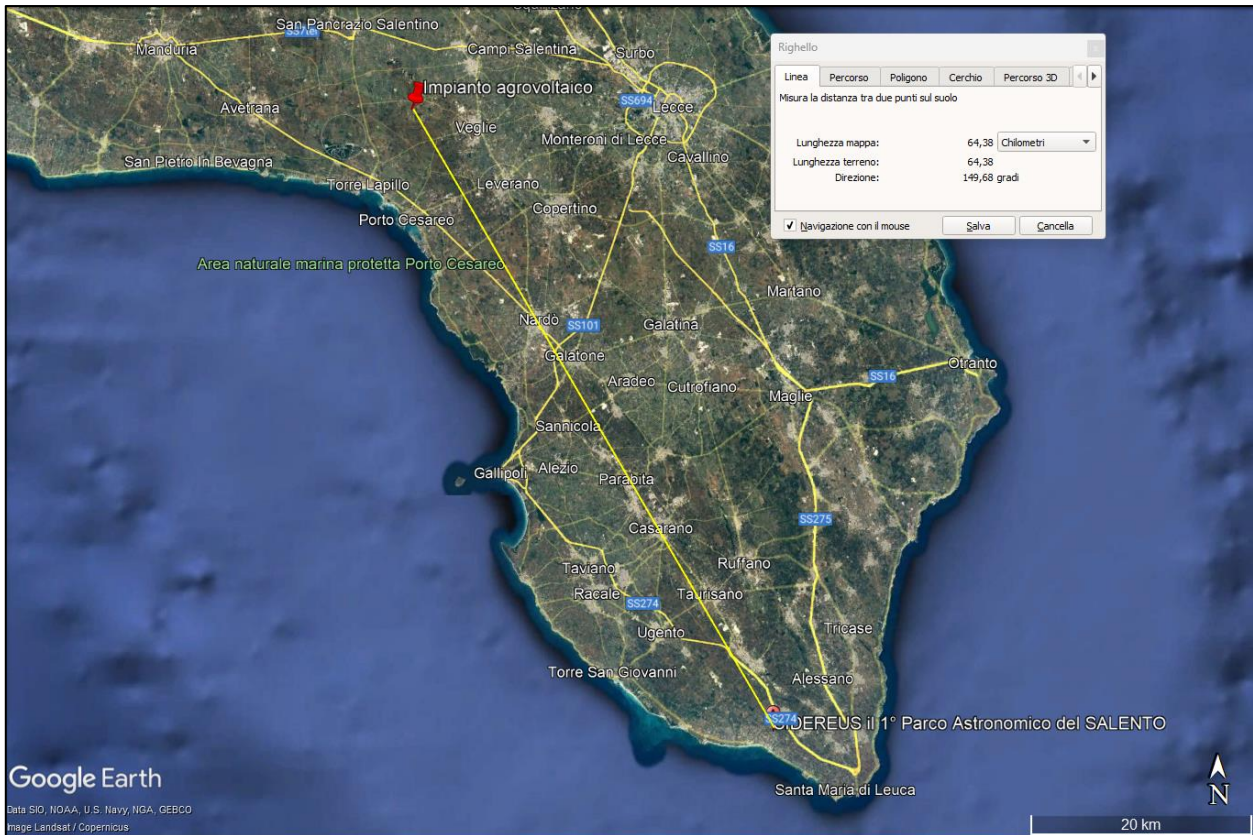 Squinzano
San Pancrazio Salentino
SS7ter
Manduria
Campi Salentina
Surbo
Impianto agrovoltaico
SS694
Lecce
Avetrana
Veglie
Monteroni di Lecce
Cavallino
San Pietro In Bevagna
Torre Lapillo
Leverano
Porto Cesareo
Copertino
SS16
Area naturale marina protetta Porto Cesareo
Martano
Nardò
SS101
Galatina
Galatone
Otranto
SS16
Aradeo
Cutrofiano
Maglie
Sannicola
Gallipoli
Alezio
Parabita
SS275
Casarano
Ruffano
Taviano
Racale
SS274
Taurisano
Ugento
Tricase
Torre San Giovanni
Alessano
SS274
SIDEREUS il 1° Parco Astronomico del SALENTO
Santa Maria di Leuca
Righello
Linea
Percorso
Poligono
Cerchio
Percorso 3D
Misura la distanza tra due punti sul suolo
Lunghezza mappa: 64,38 Chilometri
Lunghezza terreno: 64,38
Direzione: 149,68 gradi
Navigazione con il mouse
Salva
Cancella
Google Earth
Data SIO, NOAA, U.S. Navy, NGA, GEBCO
Image Landsat / Copernicus
N
20 km